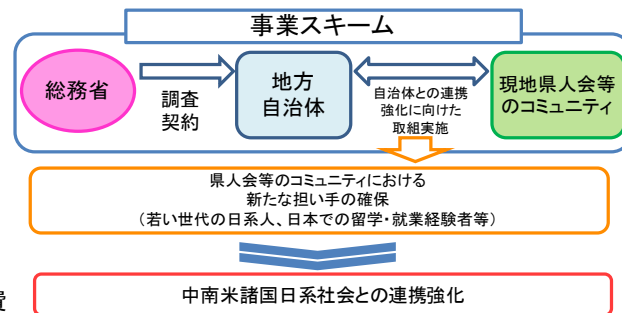 事業スキーム
総務省
調査
契約
地方
自治体
自治体との連携
強化に向けた
取組実施
現地県人会等
のコミュニティ
県人会等のコミュニティにおける
新たな担い手の確保
(若い世代の日系人、日本での留学・就業経験者等)
中南米諸国日系社会との連携強化